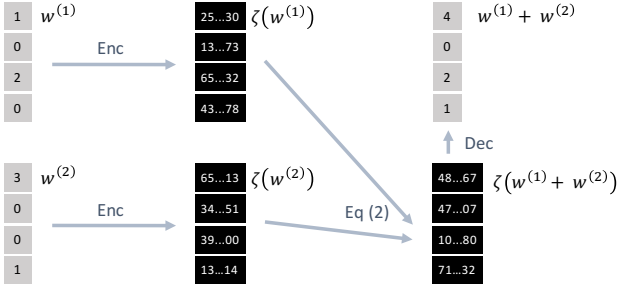 1
0
2
0
w^(1)
Enc
25...30
13...73
65...32
43...78
ζ(w^(1))
4
0
2
1
w^(1) + w^(2)
Dec
3
0
0
1
w^(2)
Enc
65...13
34...51
39...00
13...14
ζ(w^(2))
Eq (2)
48...67
47...07
10...80
71...32
ζ(w^(1) + w^(2))